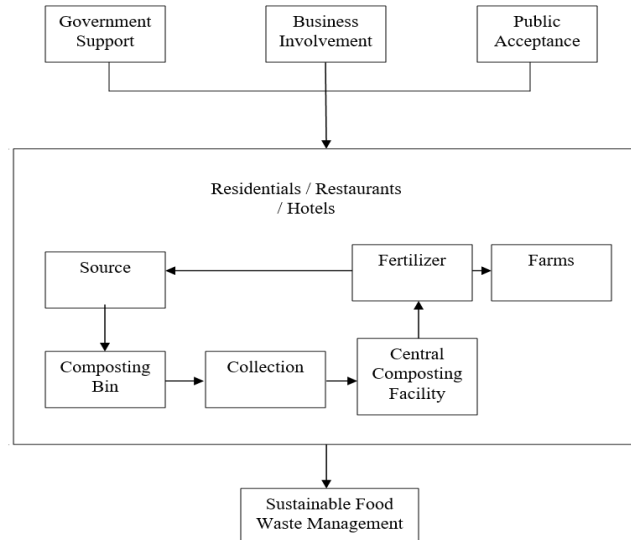 Government
Support
Business
Involvement
Public
Acceptance
Residentials / Restaurants
/ Hotels
Source
Fertilizer
Farms
Composting
Bin
Collection
Central
Composting
Facility
Sustainable Food
Waste Management